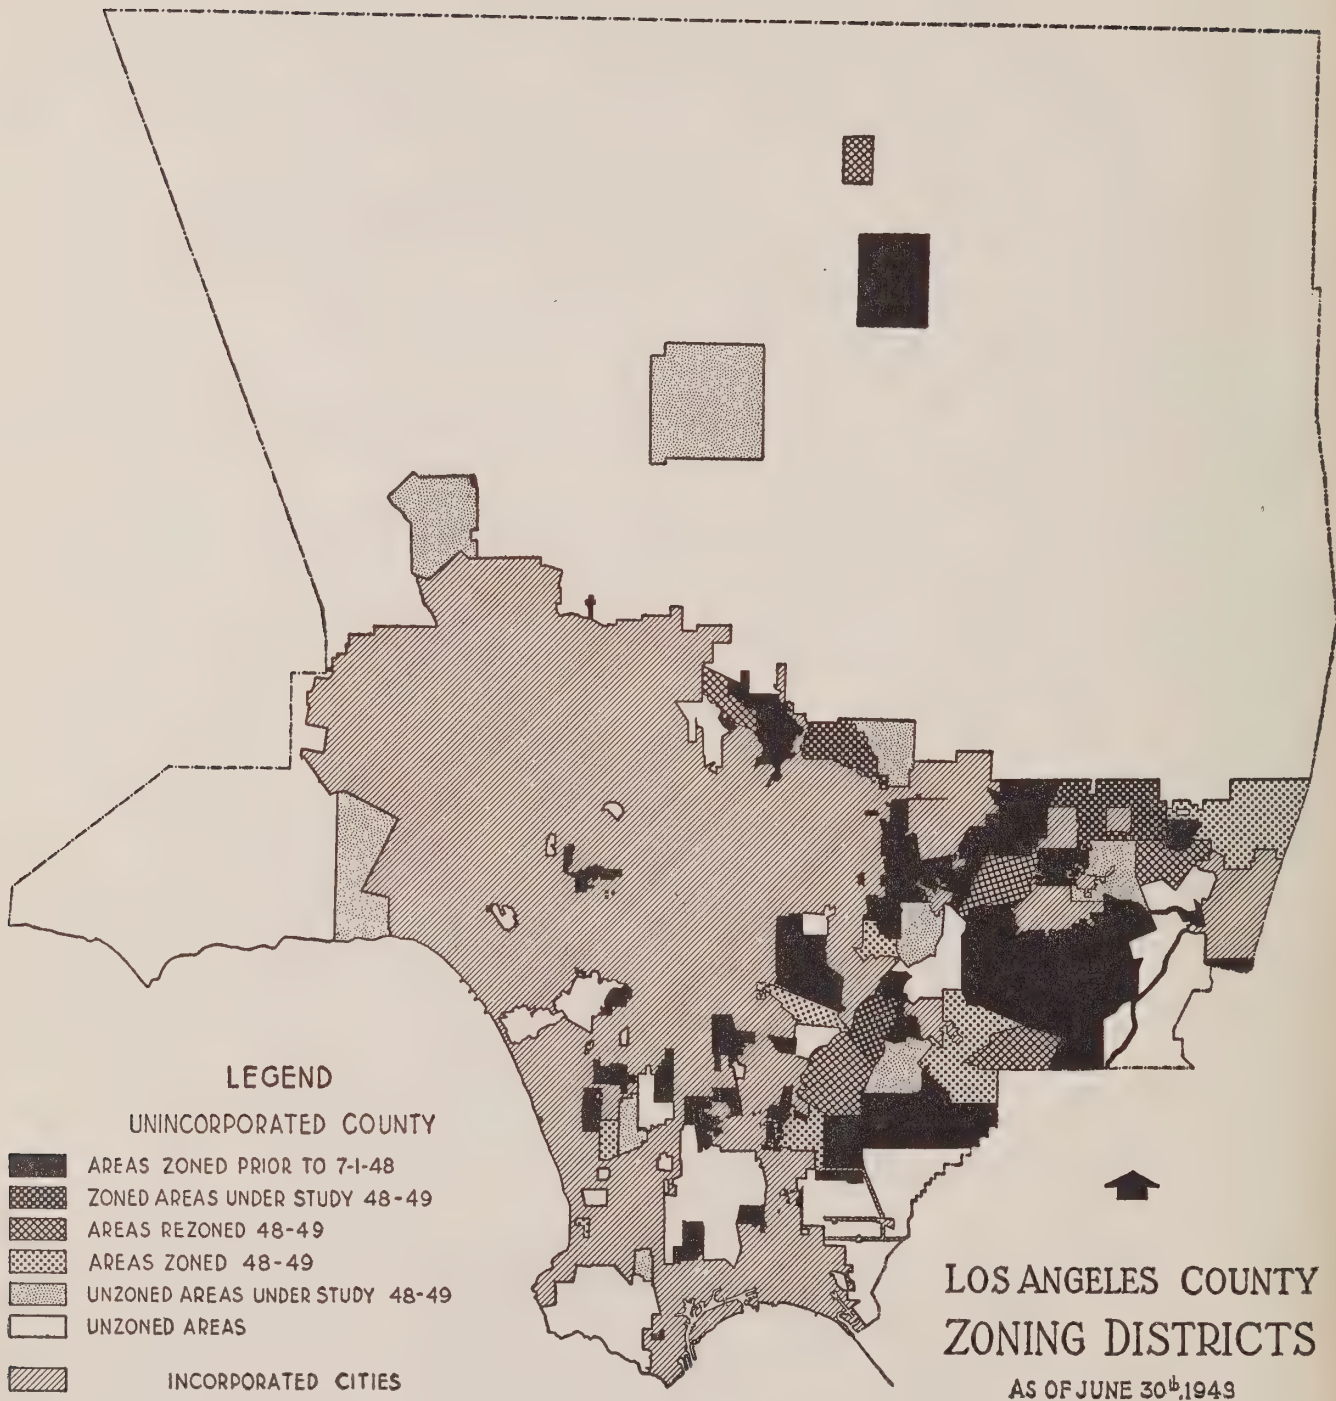 LEGEND
UNINCORPORATED COUNTY
AREAS ZONED PRIOR TO 7-1-48
ZONED AREAS UNDER STUDY 48-49
AREAS REZONED 48-49
AREAS ZONED 48-49
UNZONED AREAS UNDER STUDY 48-49
UNZONED AREAS
INCORPORATED CITIES
LOS ANGELES COUNTY
ZONING DISTRICTS
AS OF JUNE 30th, 1949